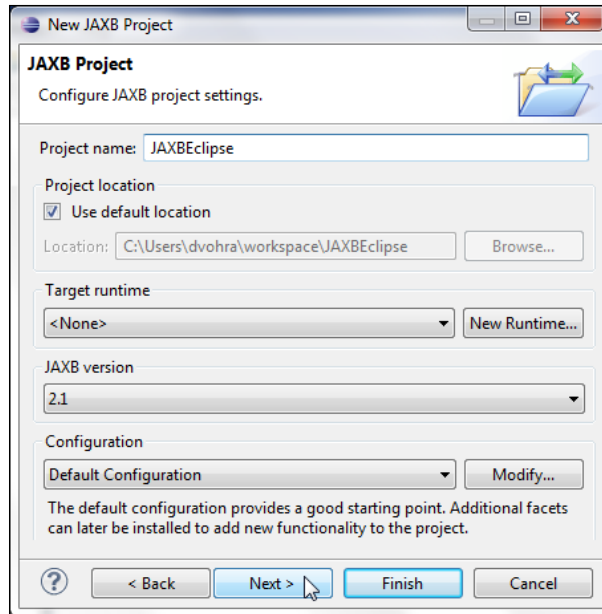 New JAXB Project
JAXB Project
Configure JAXB project settings.
Project name: JAXBEclipse
Project location
Use default location
Location: C:\Users\dvohra\workspace\JAXBEclipse Browse...
Target runtime
<None> New Runtime...
JAXB version
2.1
Configuration
Default Configuration Modify...
The default configuration provides a good starting point. Additional facets
can later be installed to add new functionality to the project.
? < Back Next > Finish Cancel